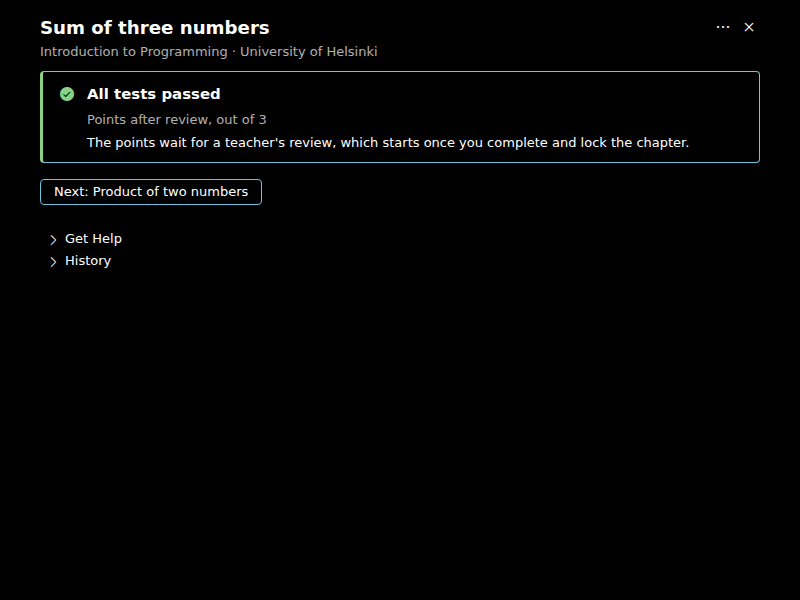 Sum of three numbers
Introduction to Programming · University of Helsinki
All tests passed
Points after review, out of 3
The points wait for a teacher's review, which starts once you complete and lock the chapter.
Next: Product of two numbers
Get Help
History